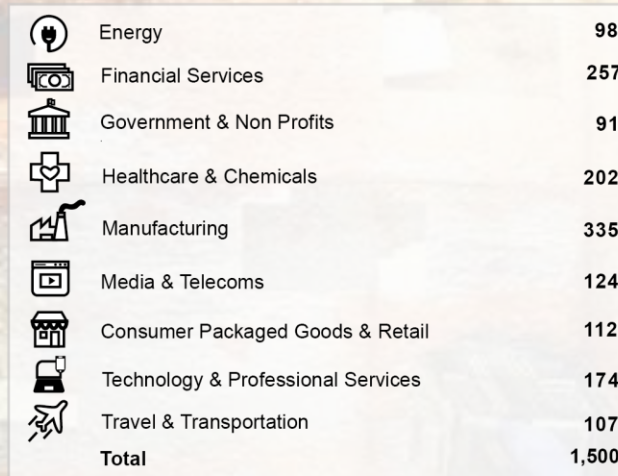 Energy 98
Financial Services 257
Government & Non Profits 91
Healthcare & Chemicals 202
Manufacturing 335
Media & Telecoms 124
Consumer Packaged Goods & Retail 112
Technology & Professional Services 174
Travel & Transportation 107
Total 1,500